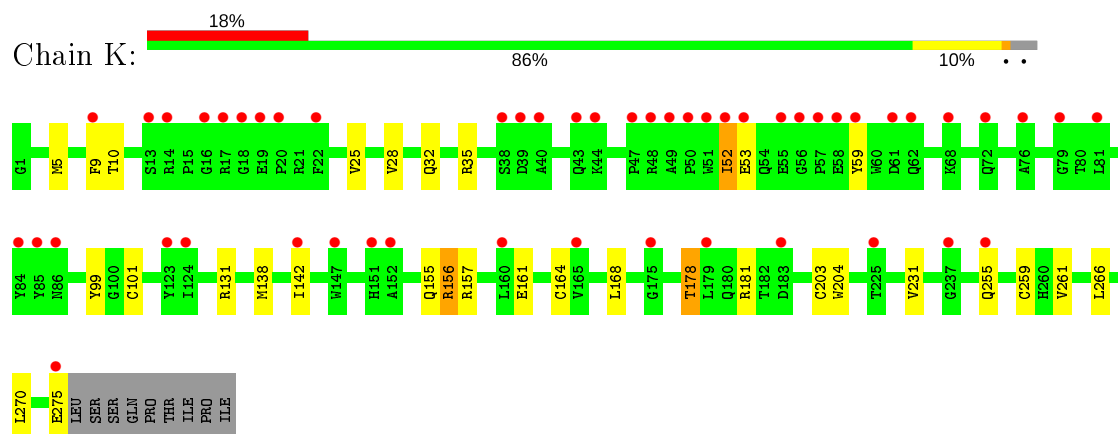 18%
Chain K:
86%
10%
G1 M5 F9 T10 S13 R14 P15 G16 R17 G18 E19 P20 R21 F22 V25 V28 Q32 R35 S38 D39 A40 Q43 K44 P47 R48 A49 P50 W51 I52 E53 Q54 E55 G56 P57 E58 Y59 W60 D61 Q62 K68 Q72 A76 G79 T80 L81
Y84 Y85 N86 Y99 G100 C101 Y123 I124 R131 M138 I142 W147 H151 A152 Q155 R156 R157 L160 E161 C164 V165 L168 G175 T178 L179 Q180 R181 T182 D183 C203 W204 T225 V231 G237 Q255 C259 H260 V261 L266
L270 E275 LEU SER SER GLN PRO THR ILE PRO ILE